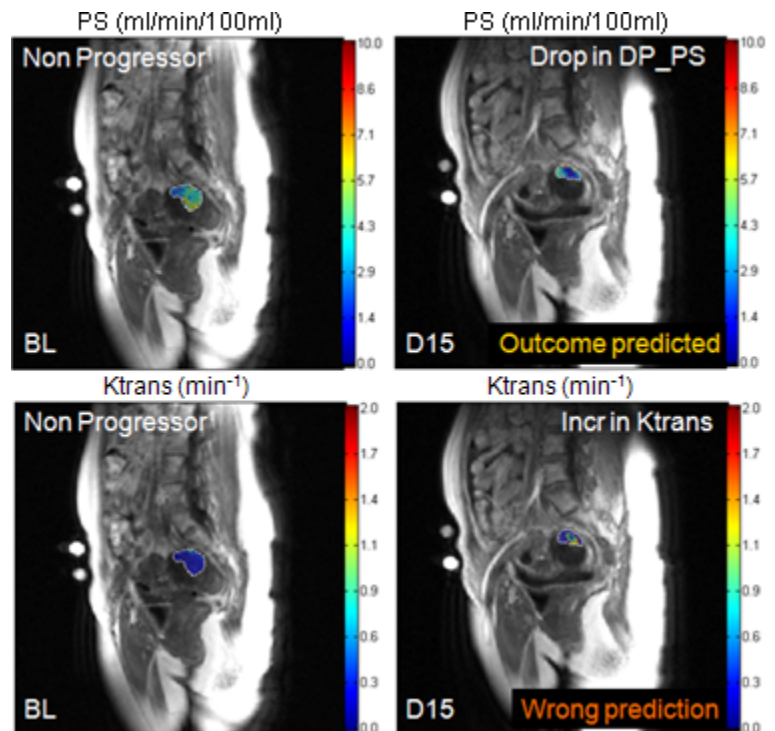 PS (ml/min/100ml)
PS (ml/min/100ml)
Non Progressor
10.0
8.6
7.1
5.7
4.3
2.9
1.4
0.0
BL
Drop in DP_PS
10.0
8.6
7.1
5.7
4.3
2.9
1.4
0.0
D15
Outcome predicted
Ktrans (min-1)
Ktrans (min-1)
Non Progressor
2.0
1.7
1.4
1.1
0.9
0.6
0.3
0.0
BL
Incr in Ktrans
2.0
1.7
1.4
1.1
0.9
0.6
0.3
0.0
D15
Wrong prediction